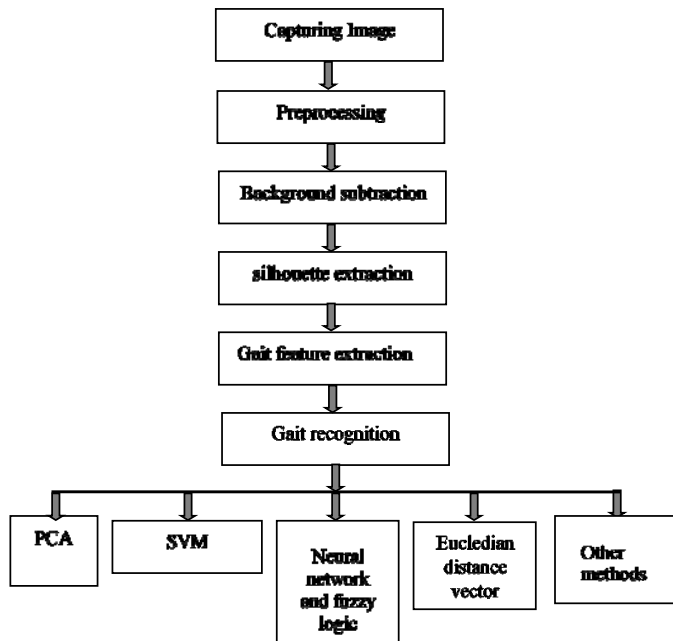 Capturing Image
Preprocessing
Background subtraction
silhouette extraction
Gait feature extraction
Gait recognition
PCA
SVM
Neural
network
and fuzzy
logic
Eucledian
distance
vector
Other
methods